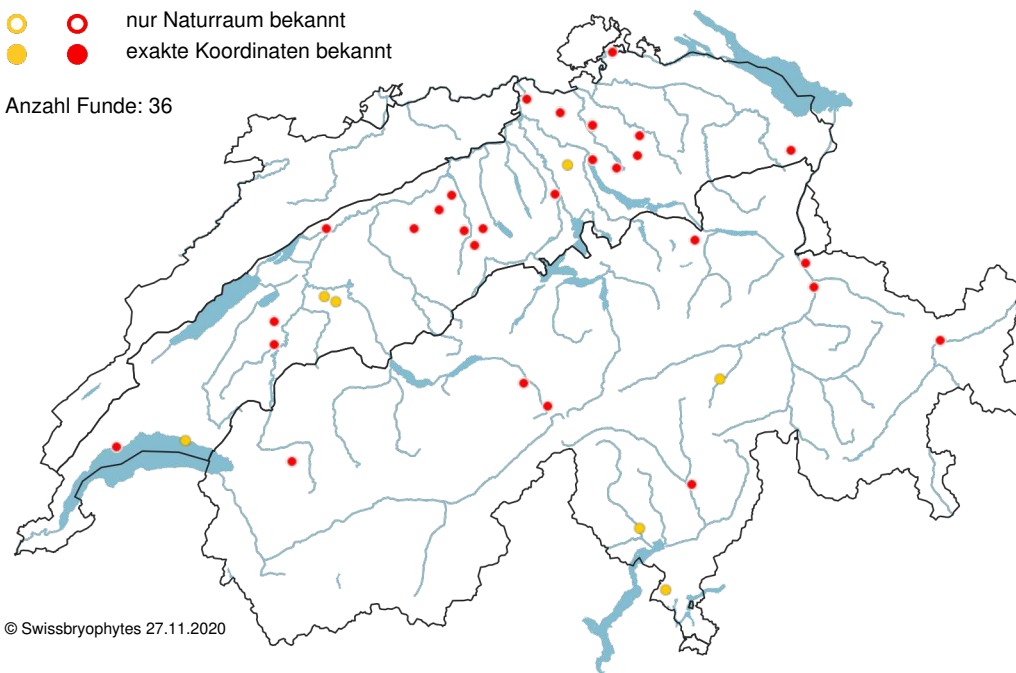 nur Naturraum bekannt
exakte Koordinaten bekannt
Anzahl Funde: 36
© Swissbryophytes 27.11.2020